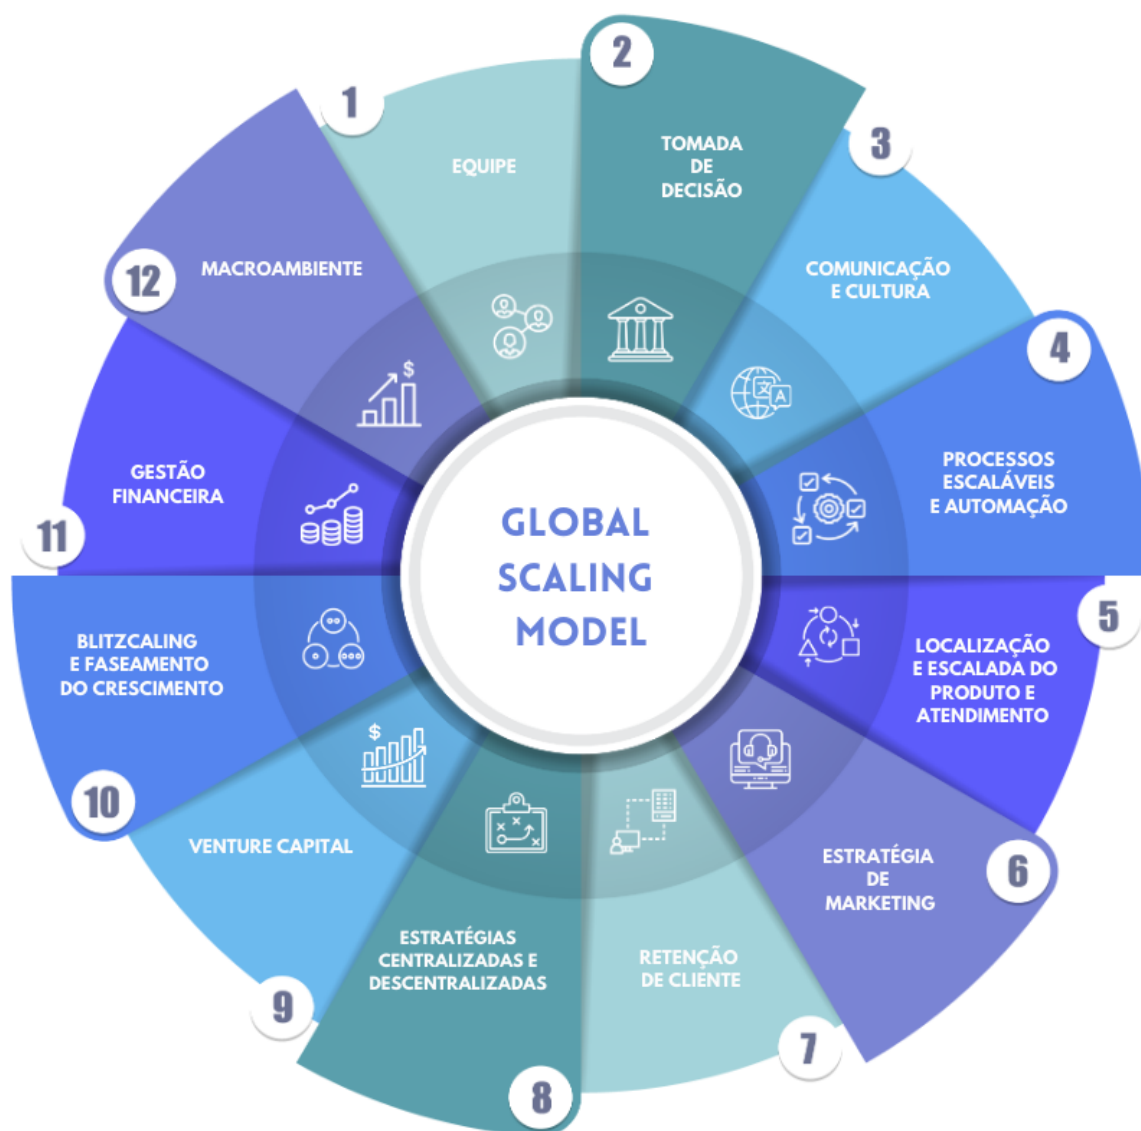 1
EQUIPE
2
TOMADA
DE
DECISÃO
3
COMUNICAÇÃO
E CULTURA
4
PROCESSOS
ESCALÁVEIS
E AUTOMAÇÃO
5
LOCALIZAÇÃO
E ESCALADA DO
PRODUTO E
ATENDIMENTO
6
ESTRATÉGIA
DE
MARKETING
7
RETENÇÃO
DE CLIENTE
8
ESTRATÉGIAS
CENTRALIZADAS E
DESCENTRALIZADAS
9
VENTURE CAPITAL
$
10
BLITZCALING
E FASEAMENTO
DO CRESCIMENTO
11
GESTÃO
FINANCEIRA
12
MACROAMBIENTE
$
文
A
GLOBAL
SCALING
MODEL